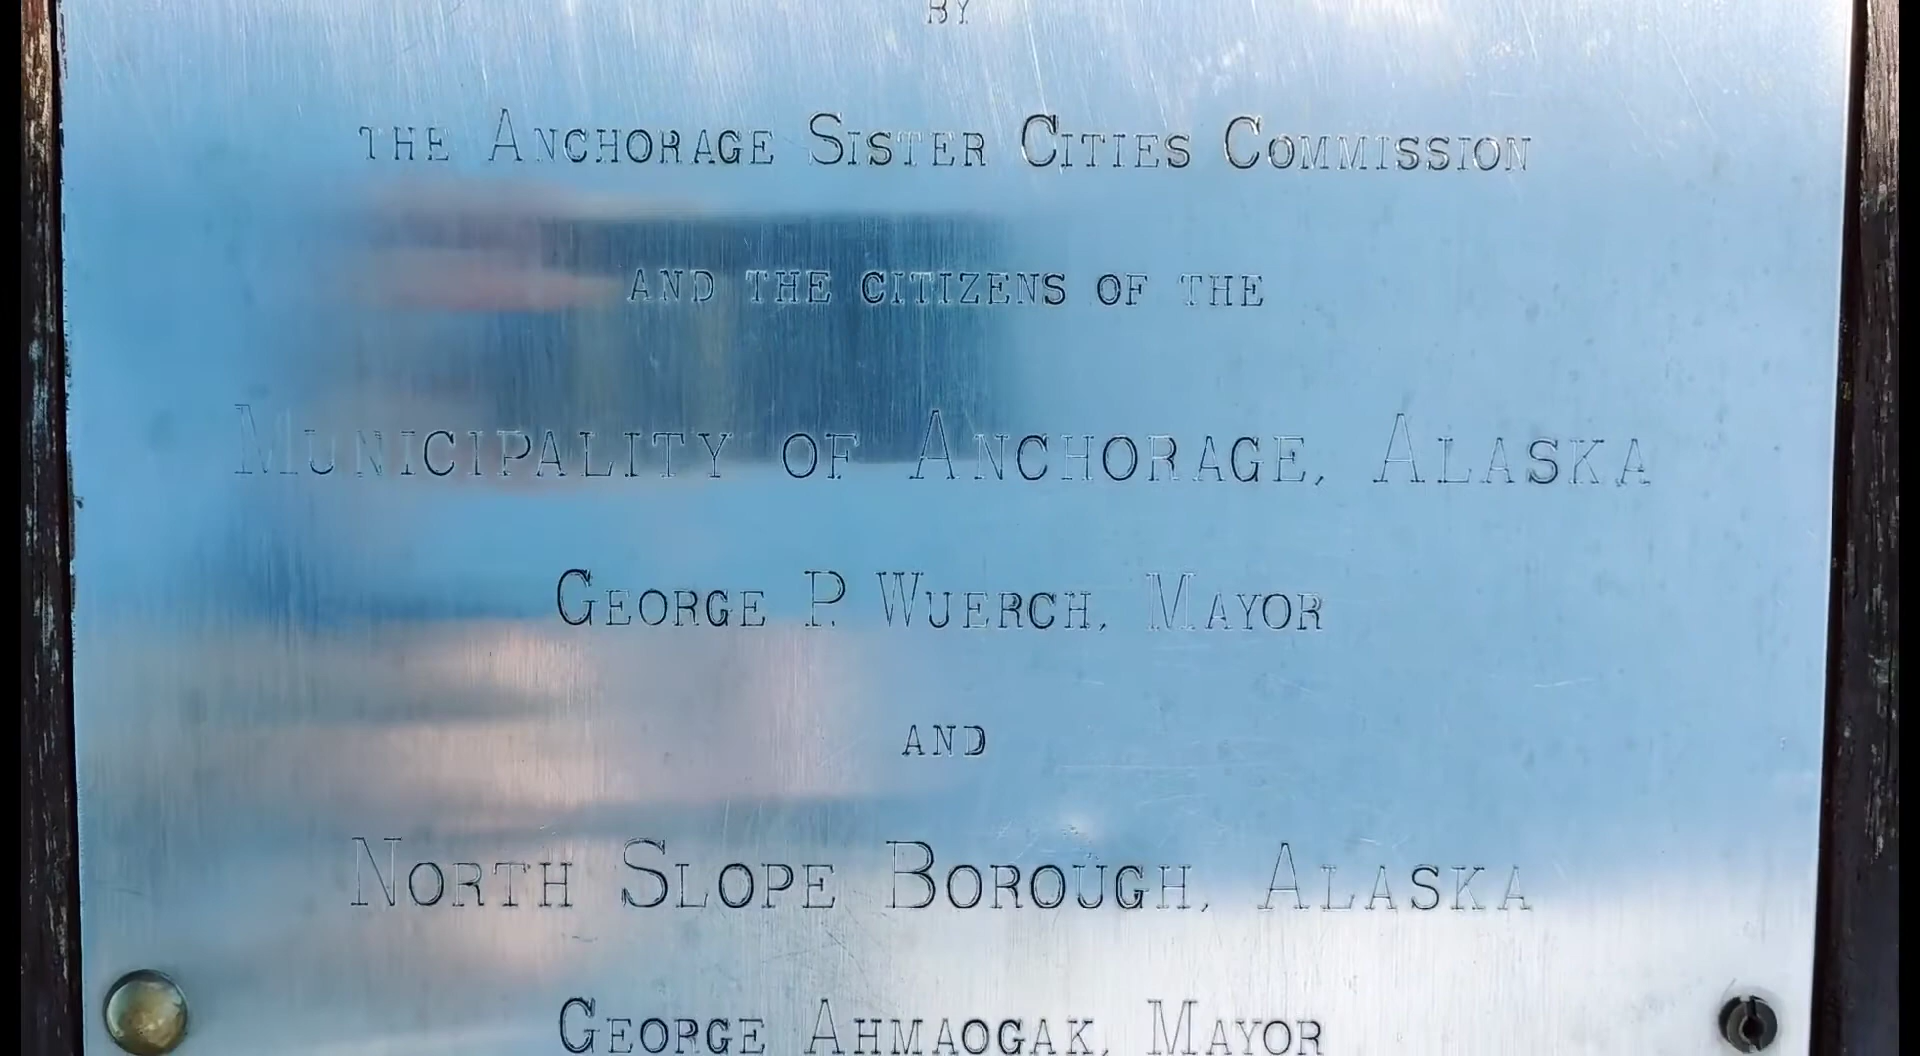 BY
THE ANCHORAGE SISTER CITIES COMMISSION
AND THE CITIZENS OF THE
MUNICIPALITY OF ANCHORAGE, ALASKA
GEORGE P. WUERCH, MAYOR
AND
NORTH SLOPE BOROUGH, ALASKA
GEORGE AHMAOGAK, MAYOR